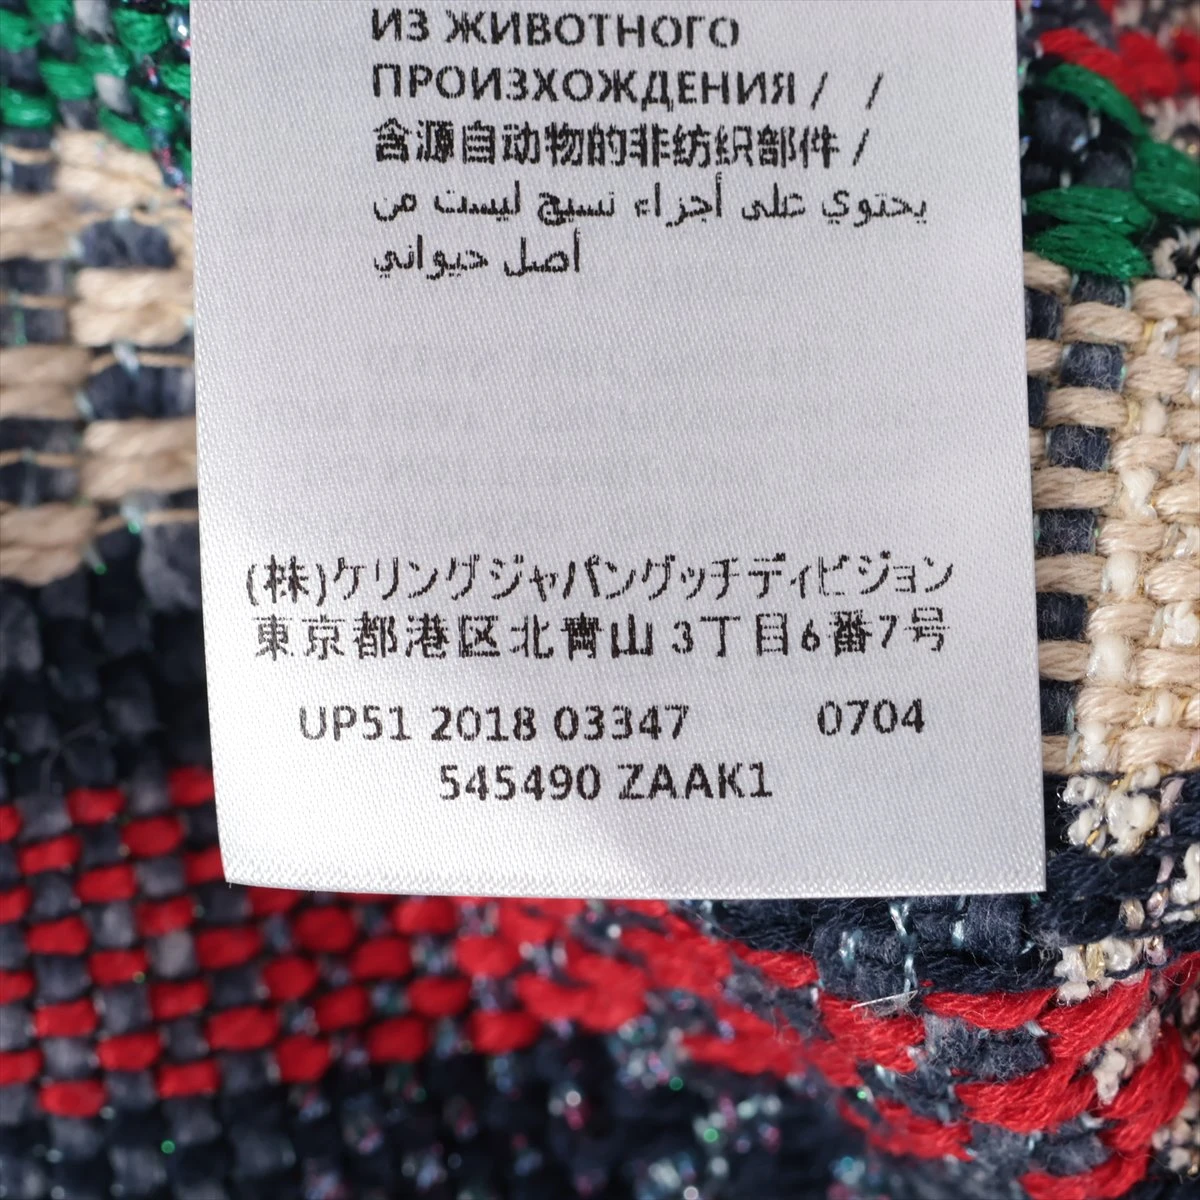 ИЗ ЖИВОТНОГО
ПРОИЗХОЖДЕНИЯ /   /
含源自动物的非纺织部件 /
يحتوي على أجزاء نسيج ليست من
أصل حيواني
(株)ケリングジャパングッチディビジョン
東京都港区北青山 3丁目6番7号
UP51 2018 03347 0704
545490 ZAAK1